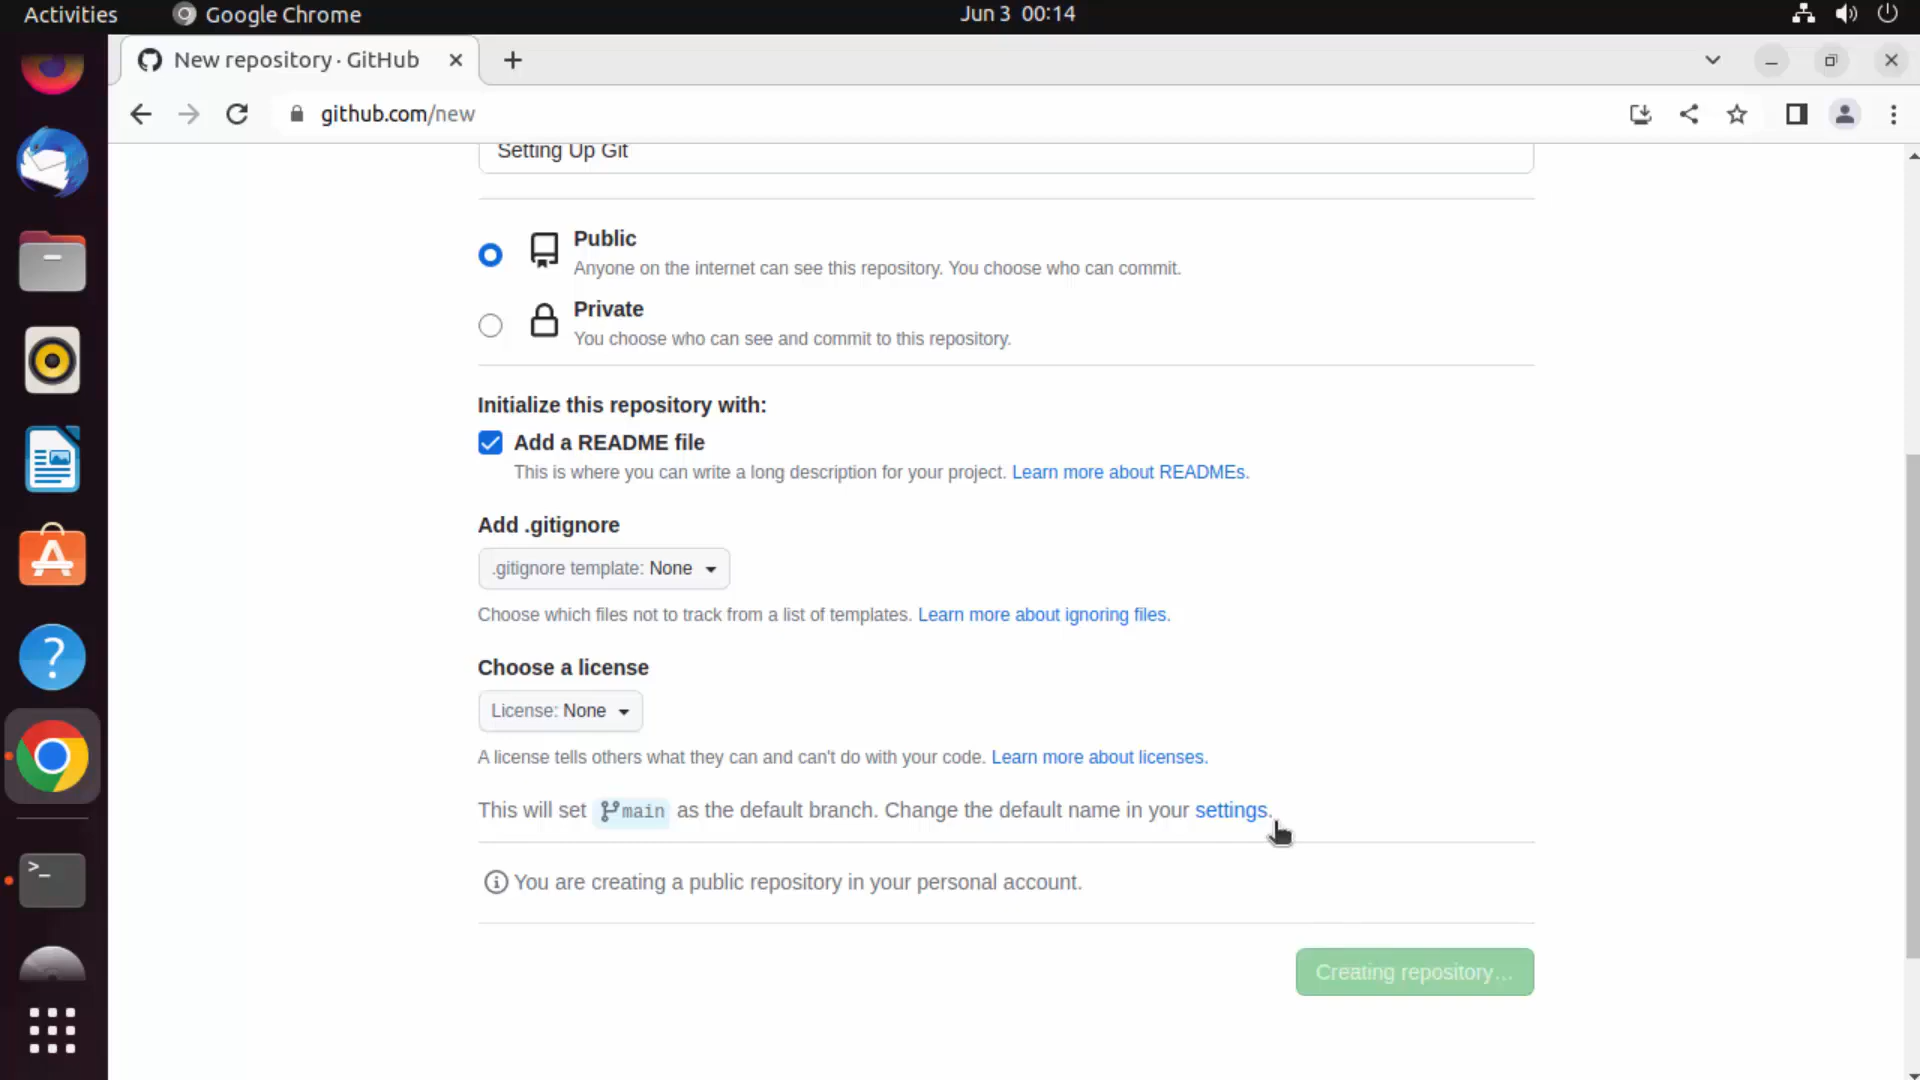 Activities Google Chrome Jun 3 00:14
New repository · GitHub
github.com/new
Setting Up Git
Public
Anyone on the internet can see this repository. You choose who can commit.
Private
You choose who can see and commit to this repository.
Initialize this repository with:
Add a README file
This is where you can write a long description for your project. Learn more about READMEs.
Add .gitignore
.gitignore template: None
Choose which files not to track from a list of templates. Learn more about ignoring files.
Choose a license
License: None
A license tells others what they can and can't do with your code. Learn more about licenses.
This will set main as the default branch. Change the default name in your settings.
You are creating a public repository in your personal account.
Creating repository...